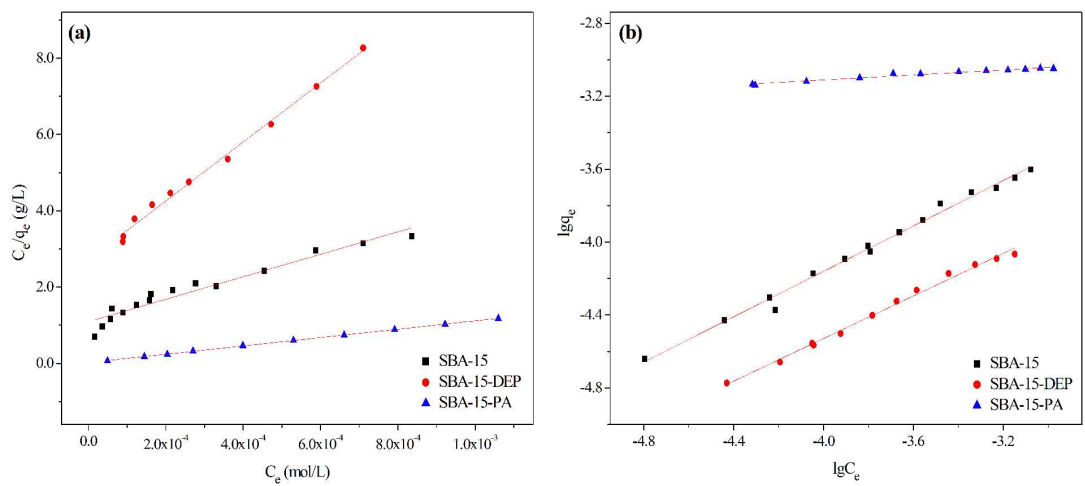 (a)
8.0
6.0
4.0
2.0
0.0
Ce/qe (g/L)
SBA-15
SBA-15-DEP
SBA-15-PA
0.0 2.0x10⁻⁴ 4.0x10⁻⁴ 6.0x10⁻⁴ 8.0x10⁻⁴ 1.0x10⁻³
Ce (mol/L)
(b)
-2.8
-3.2
-3.6
-4.0
-4.4
-4.8
lgqe
SBA-15
SBA-15-DEP
SBA-15-PA
-4.8 -4.4 -4.0 -3.6 -3.2
lgCe